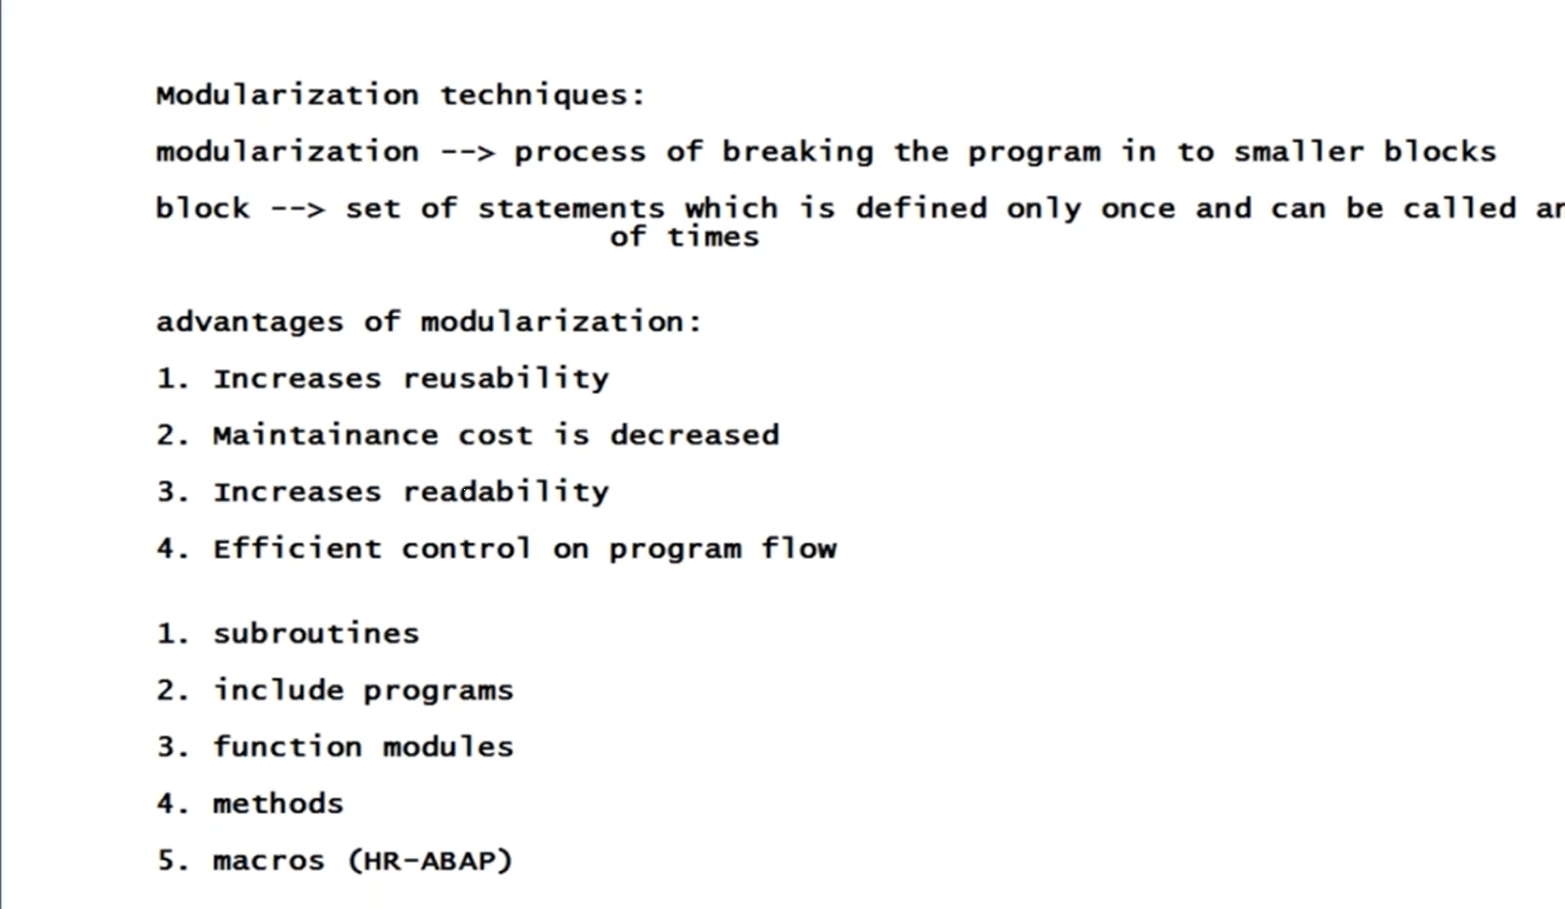 Modularization techniques:
modularization --> process of breaking the program in to smaller blocks
block --> set of statements which is defined only once and can be called
of times
advantages of modularization:
1. Increases reusability
2. Maintainance cost is decreased
3. Increases readability
4. Efficient control on program flow
1. subroutines
2. include programs
3. function modules
4. methods
5. macros (HR-ABAP)